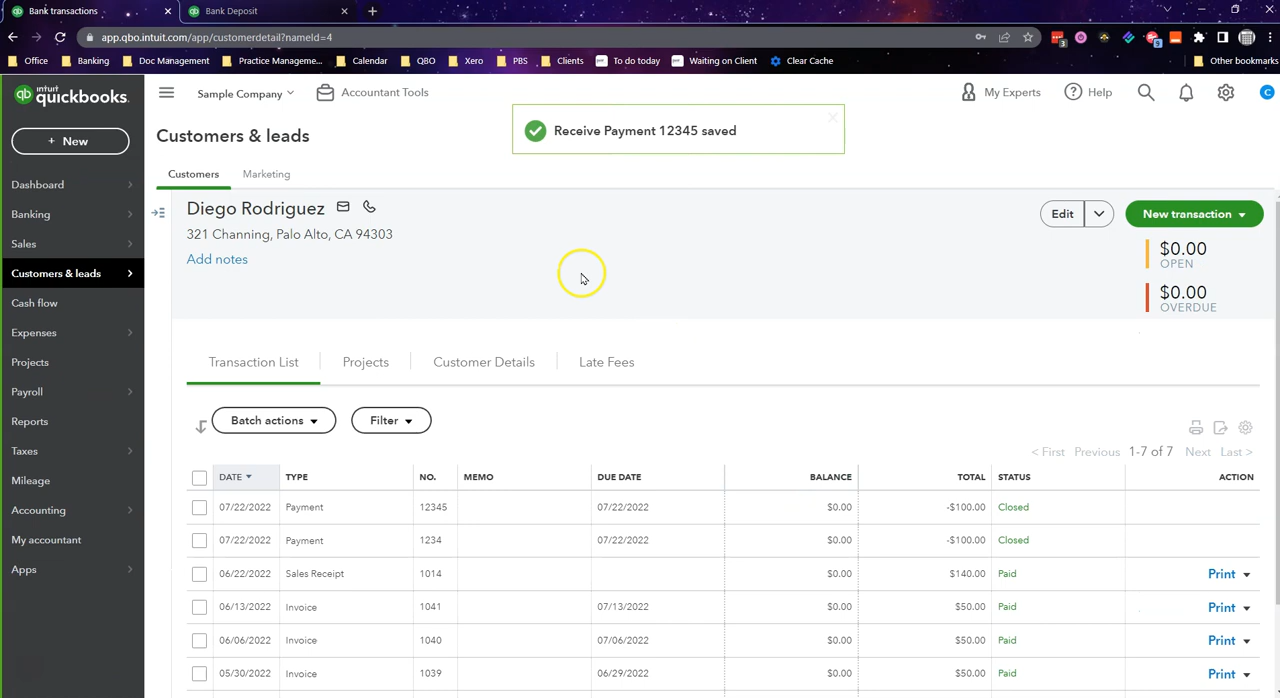 Bank transactions
Bank Deposit
app.qbo.intuit.com/app/customerdetail?nameId=4
Office
Banking
Doc Management
Practice Manageme...
Calendar
QBO
Xero
PBS
Clients
To do today
Waiting on Client
Clear Cache
Other bookmarks
intuit
quickbooks.
Sample Company
Accountant Tools
My Experts
Help
C
+ New
Customers & leads
Receive Payment 12345 saved
Customers
Marketing
Dashboard
Banking
Sales
Customers & leads
Cash flow
Expenses
Projects
Payroll
Reports
Taxes
Mileage
Accounting
My accountant
Apps
Diego Rodriguez
321 Channing, Palo Alto, CA 94303
Add notes
Edit
New transaction
$0.00
OPEN
$0.00
OVERDUE
Transaction List
Projects
Customer Details
Late Fees
Batch actions
Filter
< First Previous 1-7 of 7 Next Last >
DATE TYPE NO. MEMO DUE DATE BALANCE TOTAL STATUS ACTION
07/22/2022 Payment 12345 07/22/2022 $0.00 -$100.00 Closed
07/22/2022 Payment 1234 07/22/2022 $0.00 -$100.00 Closed
06/22/2022 Sales Receipt 1014 $0.00 $140.00 Paid Print
06/13/2022 Invoice 1041 07/13/2022 $0.00 $50.00 Paid Print
06/06/2022 Invoice 1040 07/06/2022 $0.00 $50.00 Paid Print
05/30/2022 Invoice 1039 06/29/2022 $0.00 $50.00 Paid Print